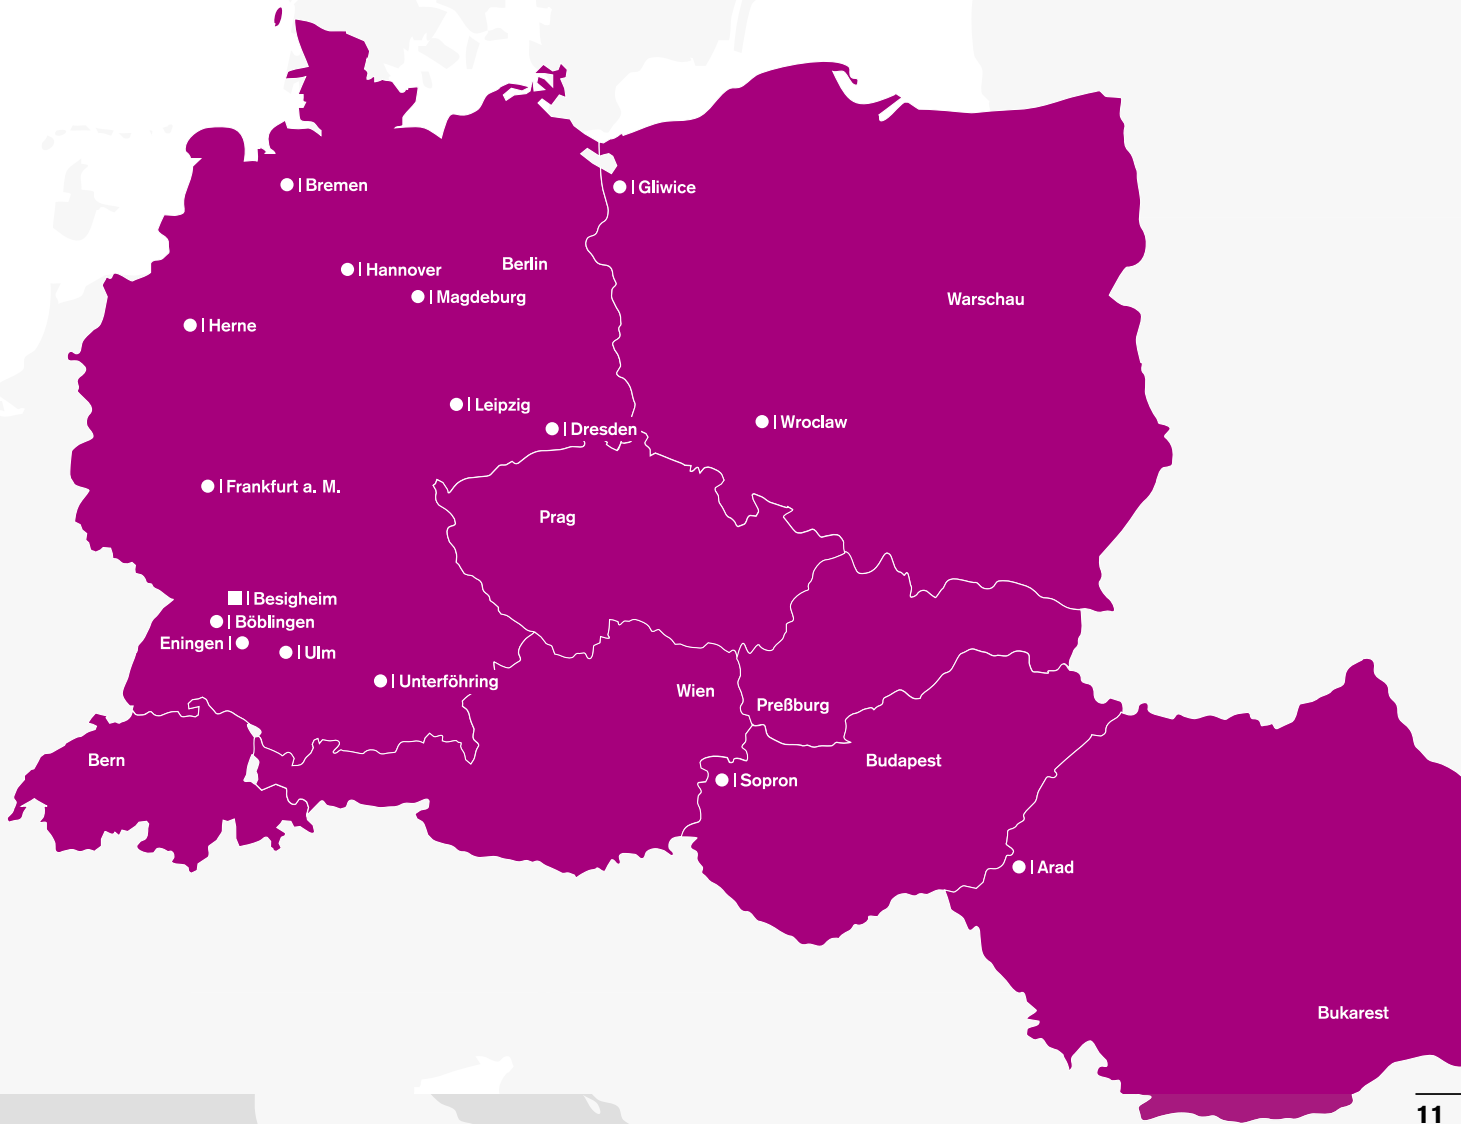 | Bremen
| Gliwice
| Hannover
Berlin
| Magdeburg
Warschau
| Herne
| Leipzig
| Dresden
| Wroclaw
| Frankfurt a. M.
Prag
| Besigheim
| Böblingen
Eningen |
| Ulm
| Unterföhring
Wien
Preßburg
Bern
Budapest
| Sopron
| Arad
Bukarest
11